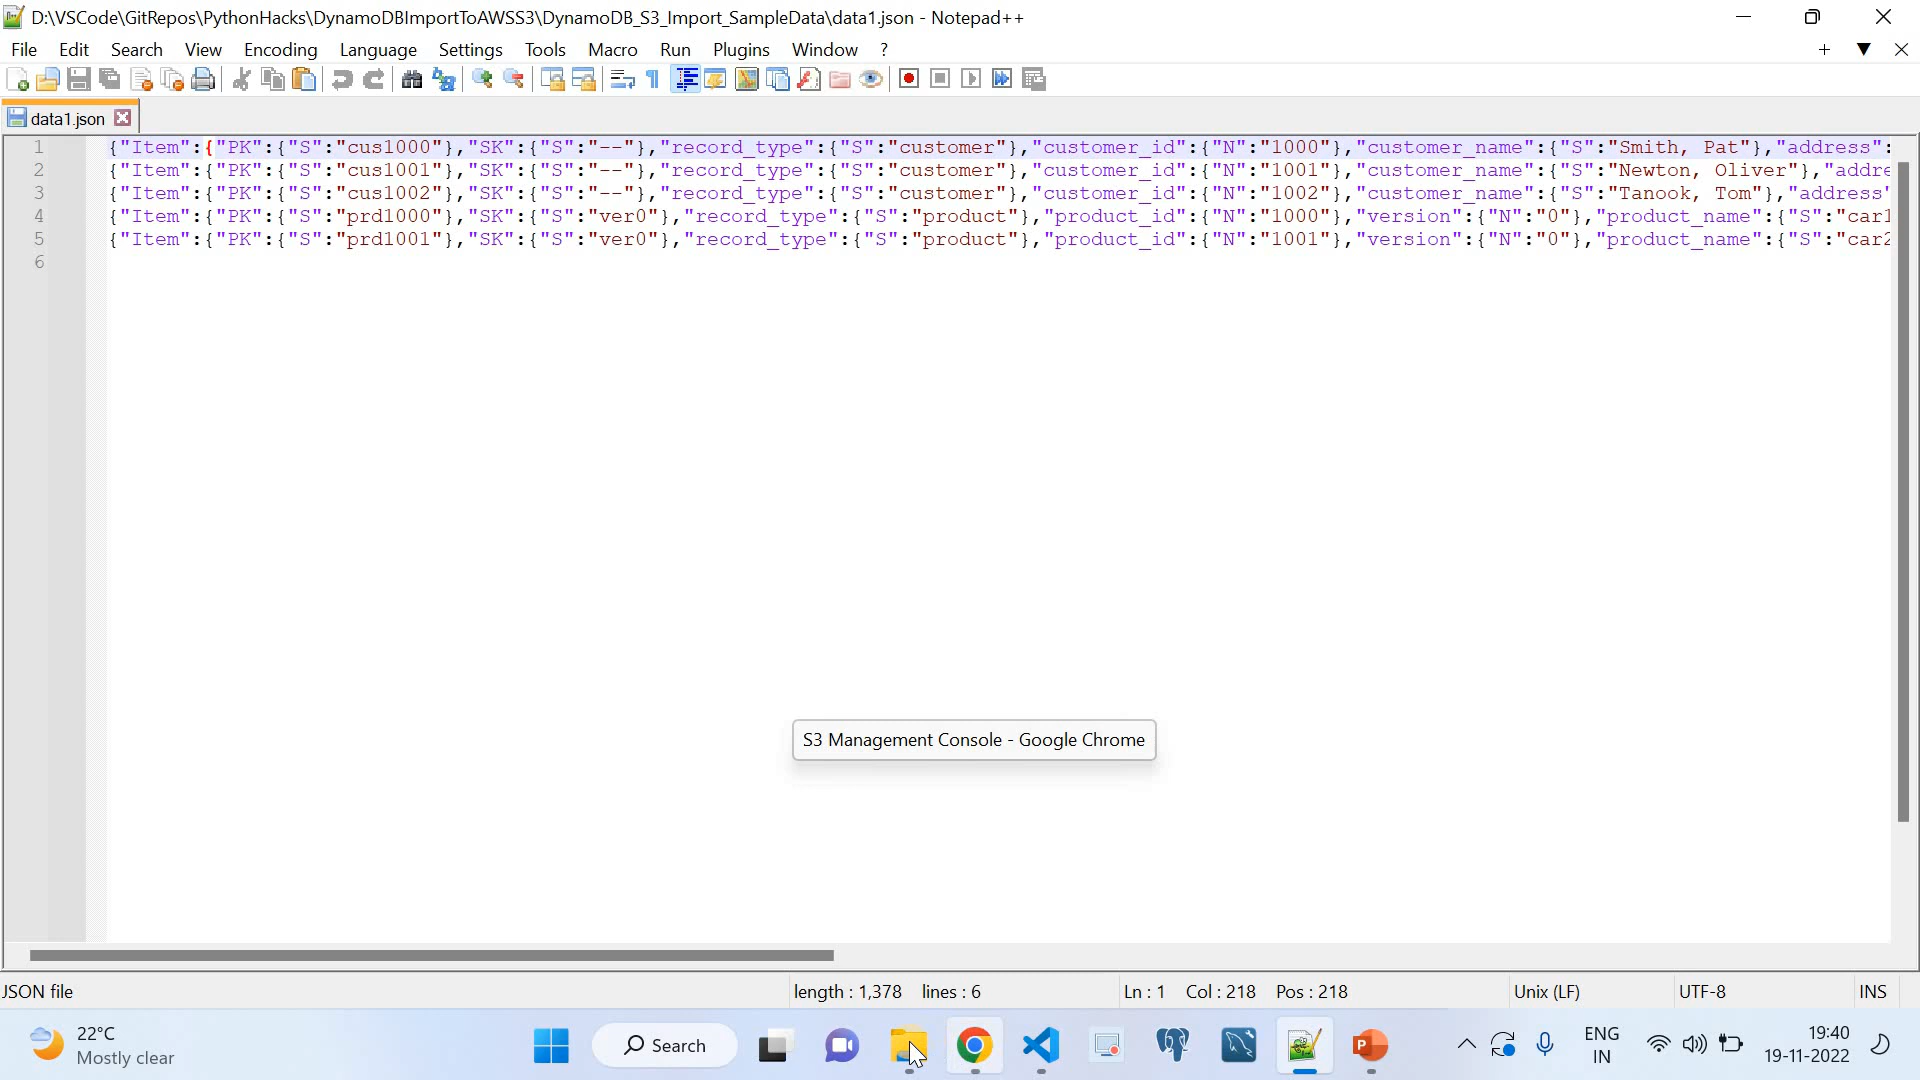 D:\VSCode\GitRepos\PythonHacks\DynamoDBImportToAWSS3\DynamoDB_S3_Import_SampleData\data1.json - Notepad++
File Edit Search View Encoding Language Settings Tools Macro Run Plugins Window ?
data1.json
1 {"Item":{"PK":{"S":"cus1000"},"SK":{"S":"--"},"record_type":{"S":"customer"},"customer_id":{"N":"1000"},"customer_name":{"S":"Smith, Pat"},"address":
2 {"Item":{"PK":{"S":"cus1001"},"SK":{"S":"--"},"record_type":{"S":"customer"},"customer_id":{"N":"1001"},"customer_name":{"S":"Newton, Oliver"},"addre
3 {"Item":{"PK":{"S":"cus1002"},"SK":{"S":"--"},"record_type":{"S":"customer"},"customer_id":{"N":"1002"},"customer_name":{"S":"Tanook, Tom"},"address"
4 {"Item":{"PK":{"S":"prd1000"},"SK":{"S":"ver0"},"record_type":{"S":"product"},"product_id":{"N":"1000"},"version":{"N":"0"},"product_name":{"S":"car1
5 {"Item":{"PK":{"S":"prd1001"},"SK":{"S":"ver0"},"record_type":{"S":"product"},"product_id":{"N":"1001"},"version":{"N":"0"},"product_name":{"S":"car2
6
S3 Management Console - Google Chrome
JSON file length : 1,378 lines : 6 Ln : 1 Col : 218 Pos : 218 Unix (LF) UTF-8 INS
22°C
Mostly clear
Search
ENG
IN
19:40
19-11-2022